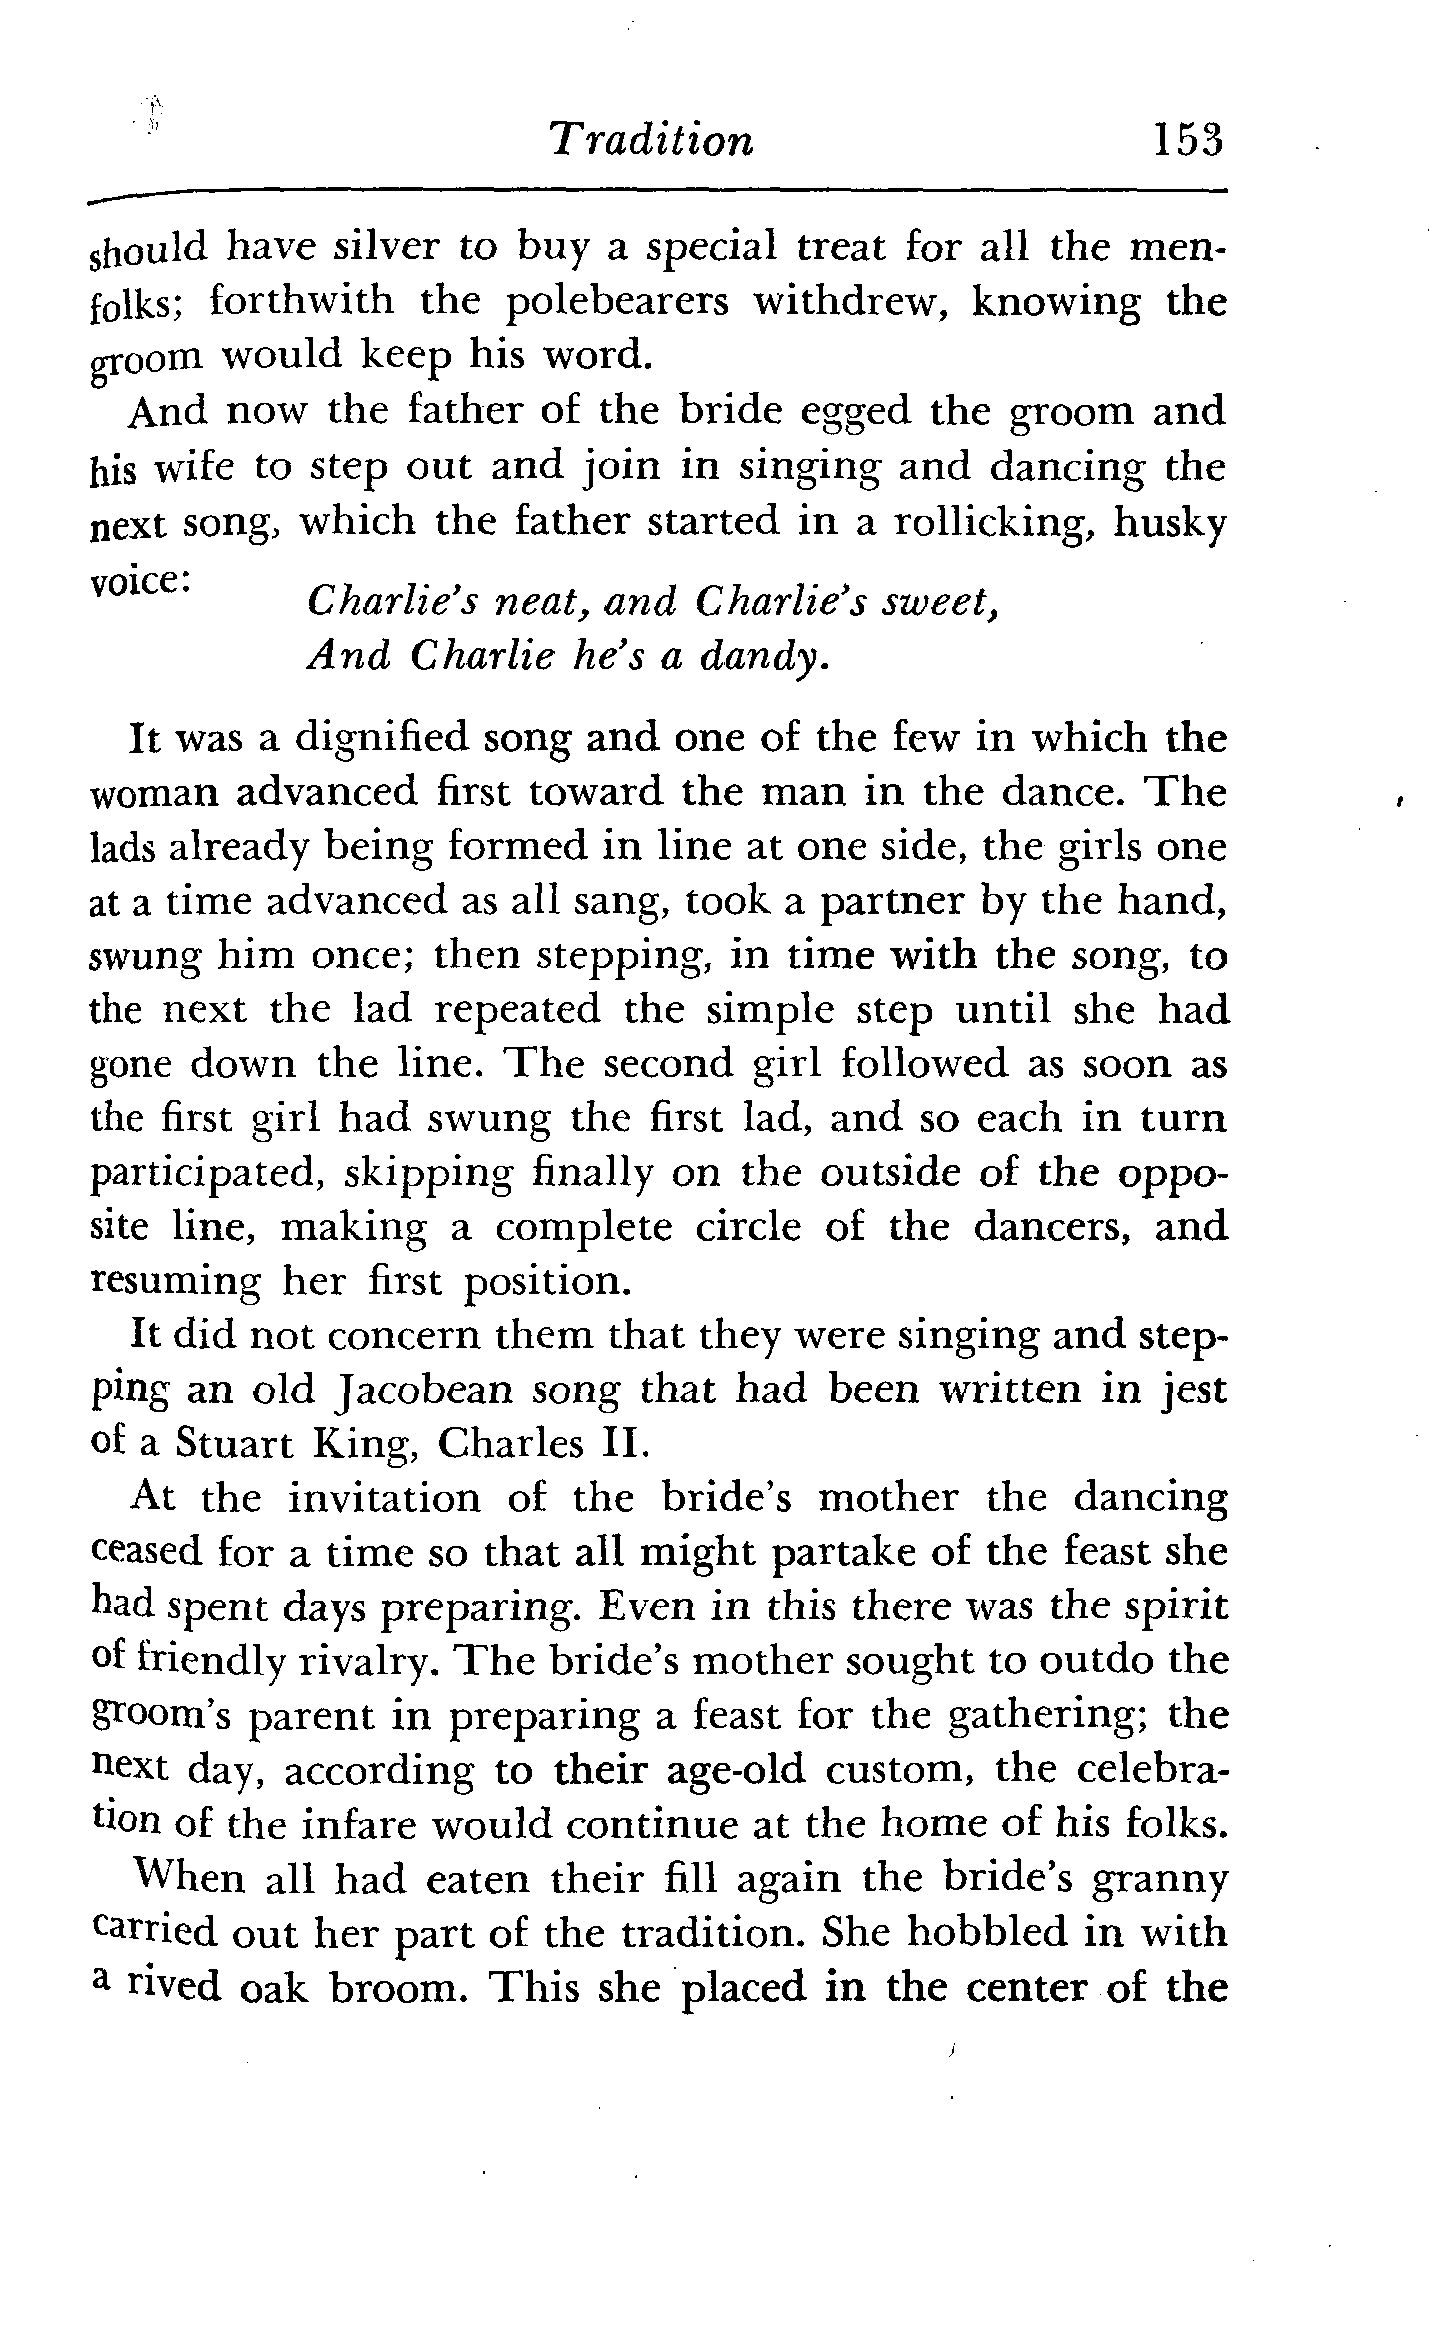 Tradition 153
should have silver to buy a special treat for all the men-
folks; forthwith the polebearers withdrew, knowing the
groom would keep his word.
And now the father of the bride egged the groom and
his wife to step out and join in singing and dancing the
next song, which the father started in a rollicking, husky
voice:
Charlie's neat, and Charlie's sweet,
And Charlie he's a dandy.
It was a dignified song and one of the few in which the
woman advanced first toward the man in the dance. The
lads already being formed in line at one side, the girls one
at a time advanced as all sang, took a partner by the hand,
swung him once; then stepping, in time with the song, to
the next the lad repeated the simple step until she had
gone down the line. The second girl followed as soon as
the first girl had swung the first lad, and so each in turn
participated, skipping finally on the outside of the oppo-
site line, making a complete circle of the dancers, and
resuming her first position.
It did not concern them that they were singing and step-
ping an old Jacobean song that had been written in jest
of a Stuart King, Charles II.
At the invitation of the bride's mother the dancing
ceased for a time so that all might partake of the feast she
had spent days preparing. Even in this there was the spirit
of friendly rivalry. The bride's mother sought to outdo the
groom's parent in preparing a feast for the gathering; the
next day, according to their age-old custom, the celebra-
tion of the infare would continue at the home of his folks.
When all had eaten their fill again the bride's granny
carried out her part of the tradition. She hobbled in with
a rived oak broom. This she placed in the center of the